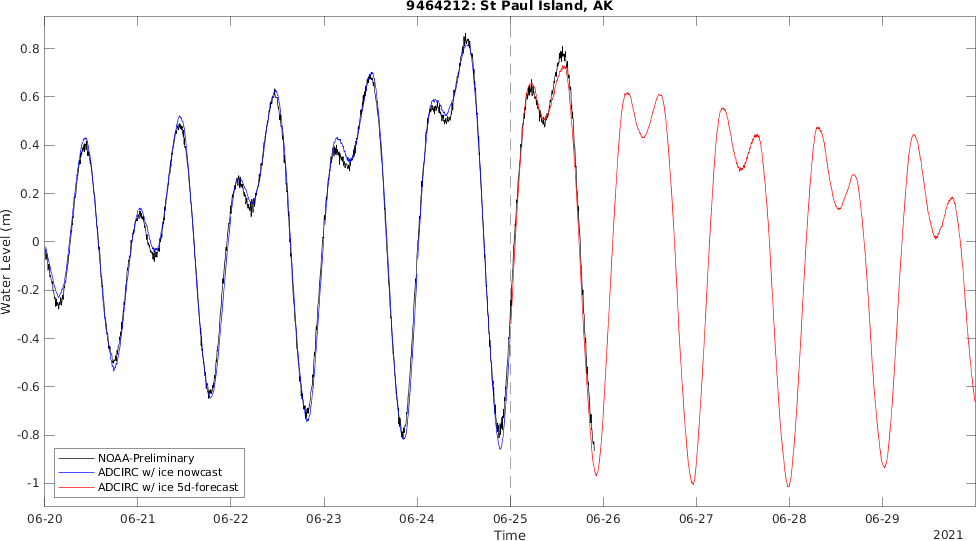 9464212: St Paul Island, AK
Water Level (m)
0.8
0.6
0.4
0.2
0
-0.2
-0.4
-0.6
-0.8
-1
NOAA-Preliminary
ADCIRC w/ ice nowcast
ADCIRC w/ ice 5d-forecast
06-20 06-21 06-22 06-23 06-24 06-25 06-26 06-27 06-28 06-29
Time
2021